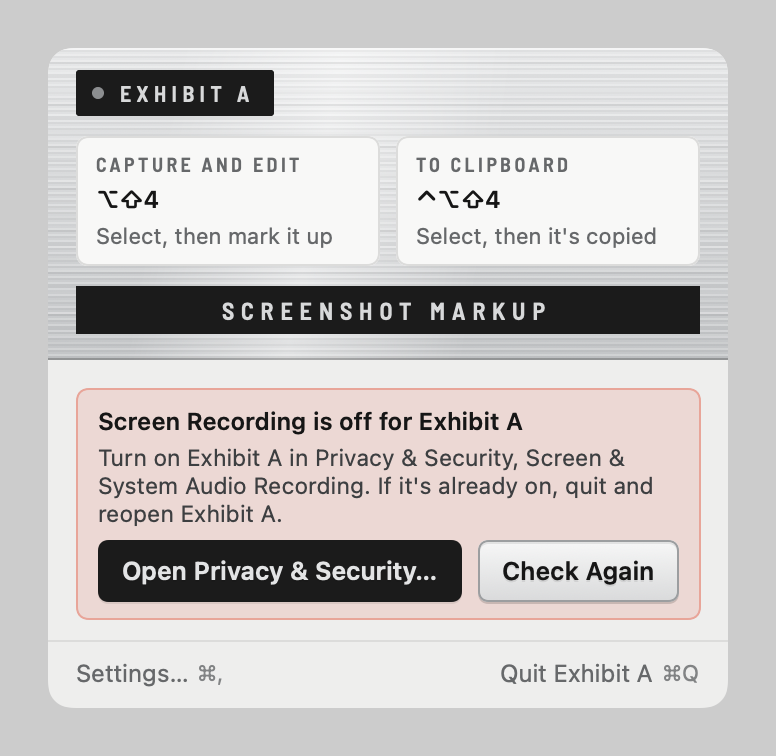 EXHIBIT A
CAPTURE AND EDIT
⌥⇧4
Select, then mark it up
TO CLIPBOARD
^⌥⇧4
Select, then it's copied
SCREENSHOT MARKUP
Screen Recording is off for Exhibit A
Turn on Exhibit A in Privacy & Security, Screen &
System Audio Recording. If it's already on, quit and
reopen Exhibit A.
Open Privacy & Security...
Check Again
Settings... ⌘,
Quit Exhibit A ⌘Q